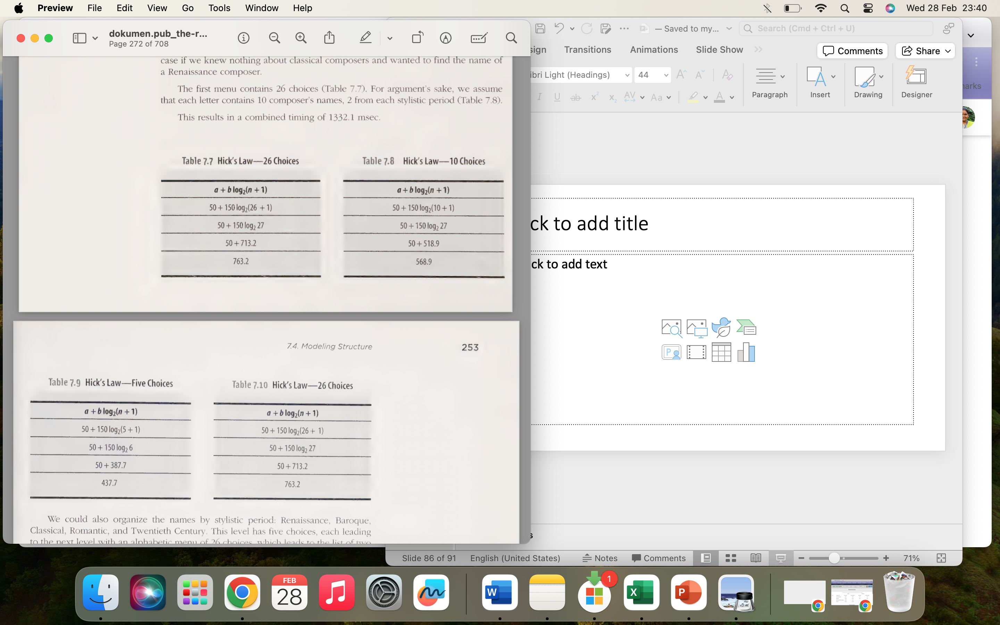 Preview File Edit View Go Tools Window Help
Wed 28 Feb 23:40
dokumen.pub_the-r...
Page 272 of 708
case if we knew nothing about classical composers and wanted to find the name of
a Renaissance composer.
The first menu contains 26 choices (Table 7.7). For argument's sake, we assume
that each letter contains 10 composer's names, 2 from each stylistic period (Table 7.8).
This results in a combined timing of 1332.1 msec.
Table 7.7 Hick's Law—26 Choices
a + b log₂(n + 1)
50 + 150 log₂(26 + 1)
50 + 150 log₂ 27
50 + 713.2
763.2
Table 7.8 Hick's Law—10 Choices
a + b log₂(n + 1)
50 + 150 log₂(10 + 1)
50 + 150 log₂ 27
50 + 518.9
568.9
7.4. Modeling Structure 253
Table 7.9 Hick's Law—Five Choices
a + b log₂(n + 1)
50 + 150 log₂(5 + 1)
50 + 150 log₂ 6
50 + 387.7
437.7
Table 7.10 Hick's Law—26 Choices
a + b log₂(n + 1)
50 + 150 log₂(26 + 1)
50 + 150 log₂ 27
50 + 713.2
763.2
We could also organize the names by stylistic period: Renaissance, Baroque,
Classical, Romantic, and Twentieth Century. This level has five choices, each leading
to the next level with an alphabetic menu of 26 choices, which leads to the list of two
— Saved to my...
Search (Cmd + Ctrl + U)
sign Transitions Animations Slide Show
Comments Share
ibri Light (Headings) 44
Paragraph Insert Drawing Designer
arks
ck to add title
ck to add text
s
Slide 86 of 91 English (United States) Notes Comments 71%
FEB
28
1